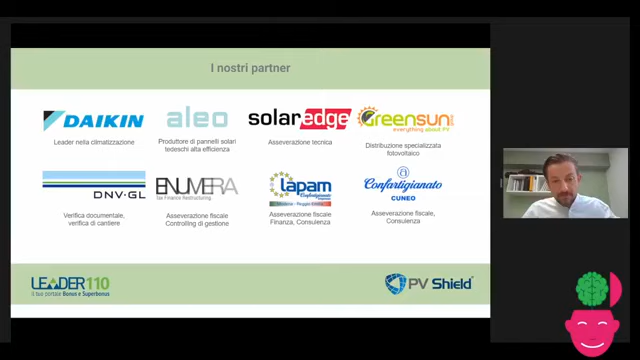 I nostri partner
DAIKIN
Leader nella climatizzazione
aleo
Produttore di pannelli solari
tedeschi alta efficienza
solaredge
Asseverazione tecnica
Greensun
everything about PV
Distribuzione specializzata
fotovoltaico
DNV·GL
Verifica documentale,
verifica di cantiere
ENUMERA
Tax Finance Restructuring
Asseverazione fiscale
Controlling di gestione
lapam
Confartigianato
Asseverazione fiscale
Finanza, Consulenza
Confartigianato
CUNEO
Asseverazione fiscale,
Consulenza
LEADER110
il tuo portale Bonus e Superbonus
PV Shield